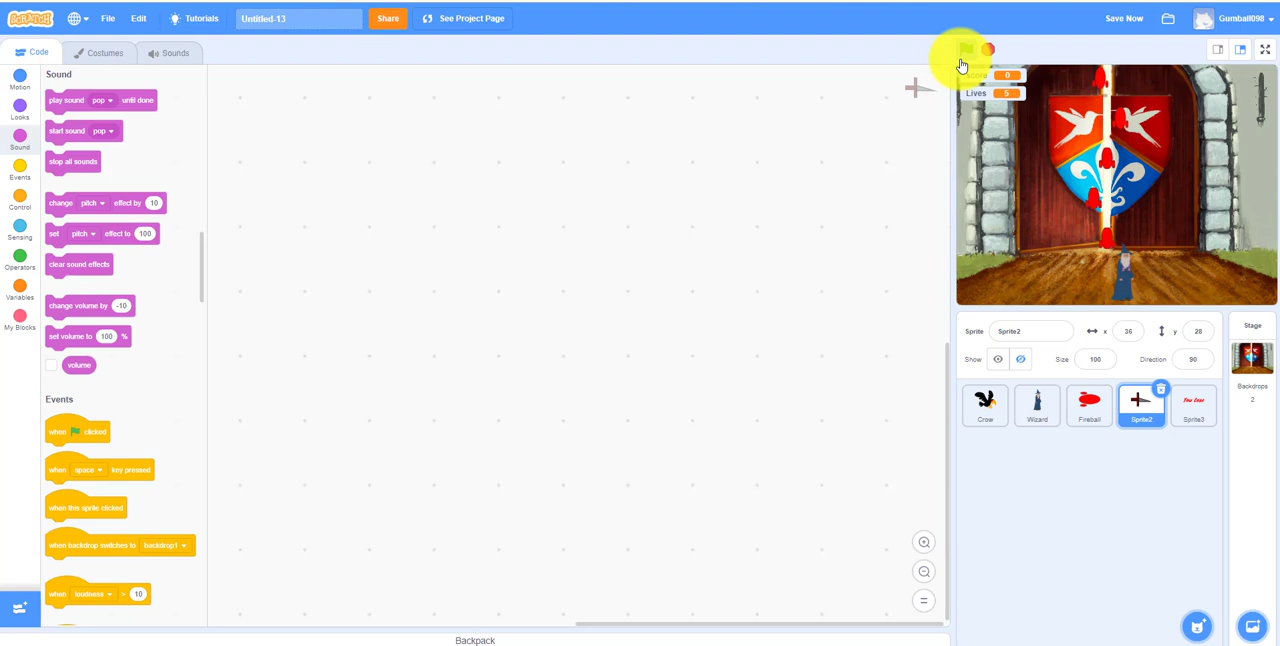 SCRATCH File Edit Tutorials Untitled-13 Share See Project Page Save Now Gumball098
Code Costumes Sounds
Motion
Looks
Sound
Events
Control
Sensing
Operators
Variables
My Blocks
Sound
play sound pop until done
start sound pop
stop all sounds
change pitch effect by 10
set pitch effect to 100
clear sound effects
change volume by -10
set volume to 100 %
volume
Events
when clicked
when space key pressed
when this sprite clicked
when backdrop switches to backdrop1
when loudness > 10
Backpack
Score 0
Lives 5
Sprite Sprite2 x 36 y 28
Show Size 100 Direction 90
Crow Wizard Fireball Sprite2 Sprite3
You Lose
Stage
Backdrops
2